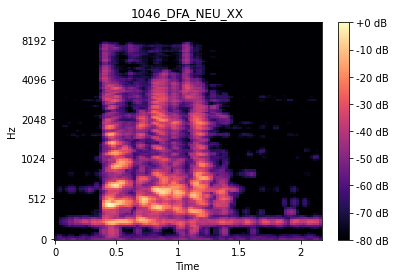 1046_DFA_NEU_XX
+0 dB
8192
-10 dB
4096
-20 dB
-30 dB
2048
Hz
-40 dB
1024
-50 dB
512
-60 dB
-70 dB
0
-80 dB
0 0.5 1 1.5 2
Time